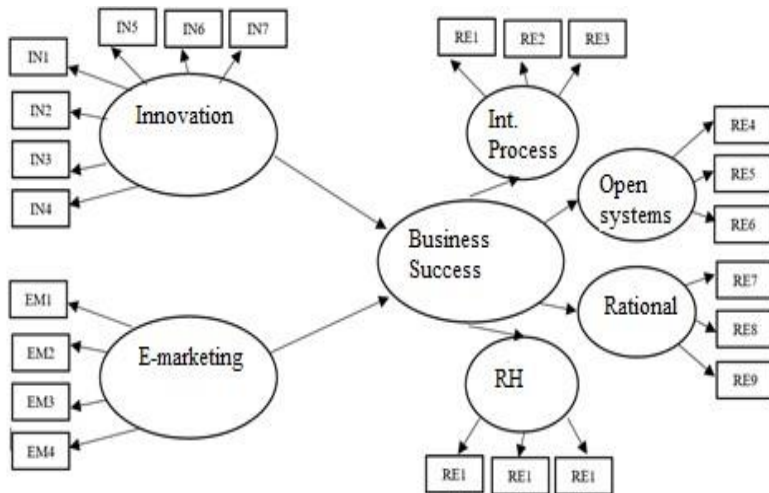 IN5
IN6
IN7
IN1
IN2
IN3
IN4
Innovation
RE1
RE2
RE3
Int.
Process
RE4
RE5
RE6
Open
systems
Business
Success
EM1
EM2
EM3
EM4
E-marketing
Rational
RE7
RE8
RE9
RH
RE1
RE1
RE1